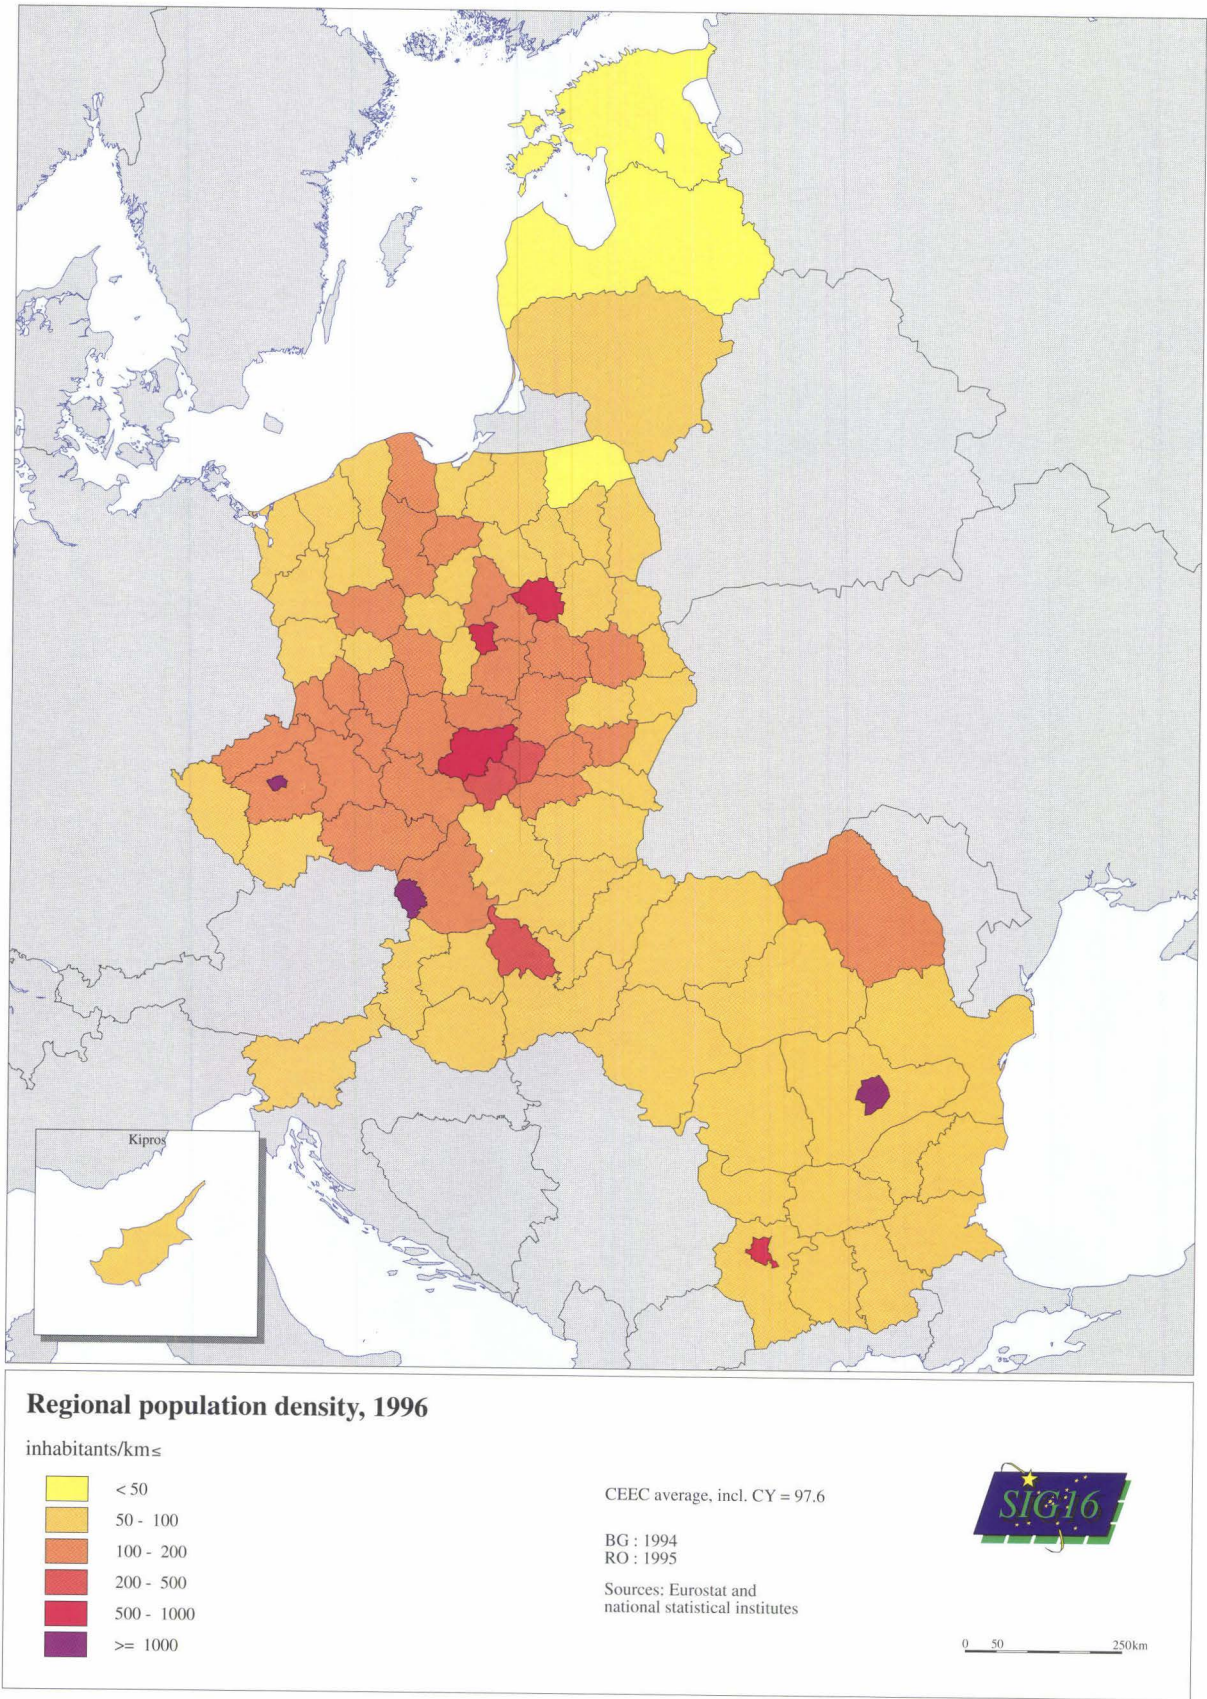 Kipros
Regional population density, 1996
inhabitants/km≤
< 50
50 - 100
100 - 200
200 - 500
500 - 1000
>= 1000
CEEC average, incl. CY = 97.6
BG : 1994
RO : 1995
Sources: Eurostat and
national statistical institutes
SIG16
0 50 250km